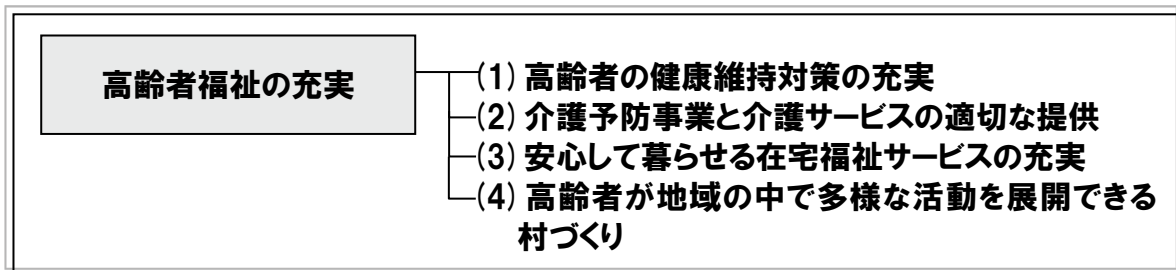 高齢者福祉の充実
(1) 高齢者の健康維持対策の充実
(2) 介護予防事業と介護サービスの適切な提供
(3) 安心して暮らせる在宅福祉サービスの充実
(4) 高齢者が地域の中で多様な活動を展開できる
村づくり